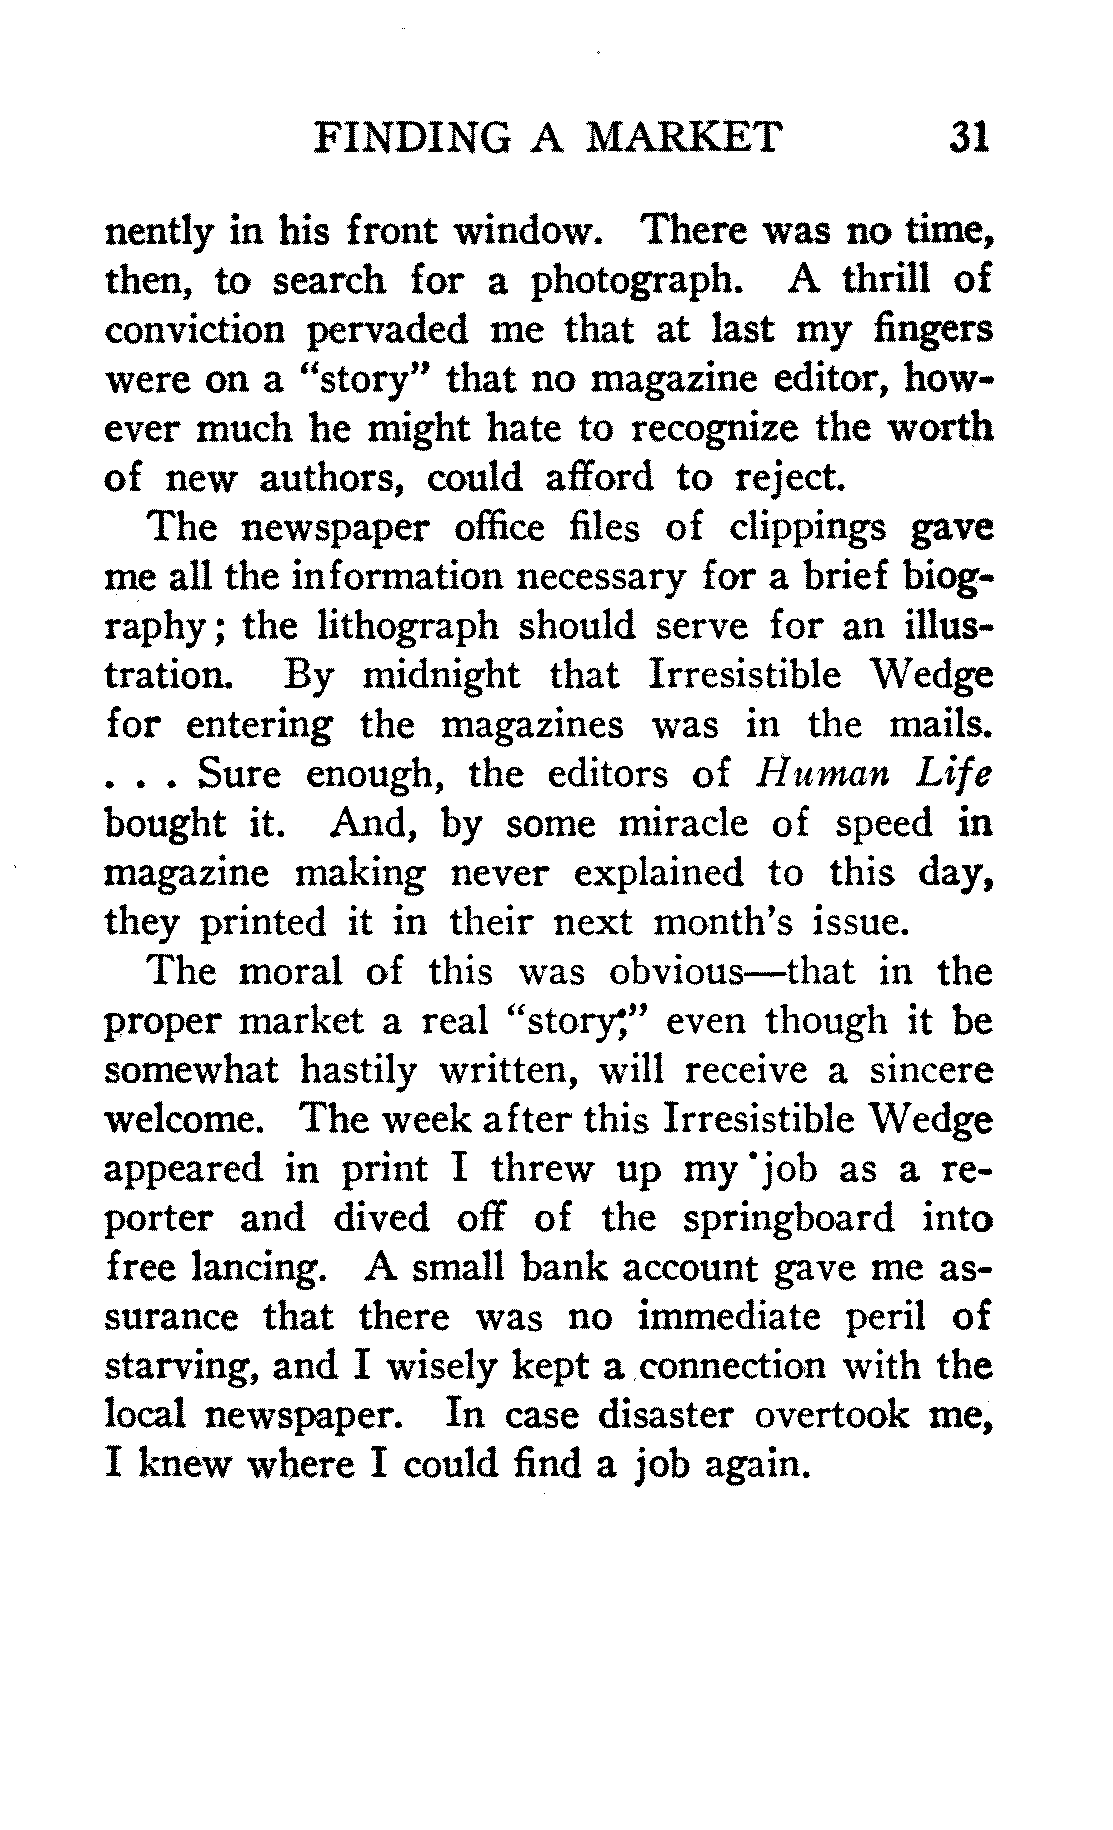 FINDING A MARKET 31
nently in his front window. There was no time,
then, to search for a photograph. A thrill of
conviction pervaded me that at last my fingers
were on a "story" that no magazine editor, how-
ever much he might hate to recognize the worth
of new authors, could afford to reject.
The newspaper office files of clippings gave
me all the information necessary for a brief biog-
raphy; the lithograph should serve for an illus-
tration. By midnight that Irresistible Wedge
for entering the magazines was in the mails.
. . . Sure enough, the editors of Human Life
bought it. And, by some miracle of speed in
magazine making never explained to this day,
they printed it in their next month's issue.
The moral of this was obvious—that in the
proper market a real "story," even though it be
somewhat hastily written, will receive a sincere
welcome. The week after this Irresistible Wedge
appeared in print I threw up my job as a re-
porter and dived off of the springboard into
free lancing. A small bank account gave me as-
surance that there was no immediate peril of
starving, and I wisely kept a connection with the
local newspaper. In case disaster overtook me,
I knew where I could find a job again.